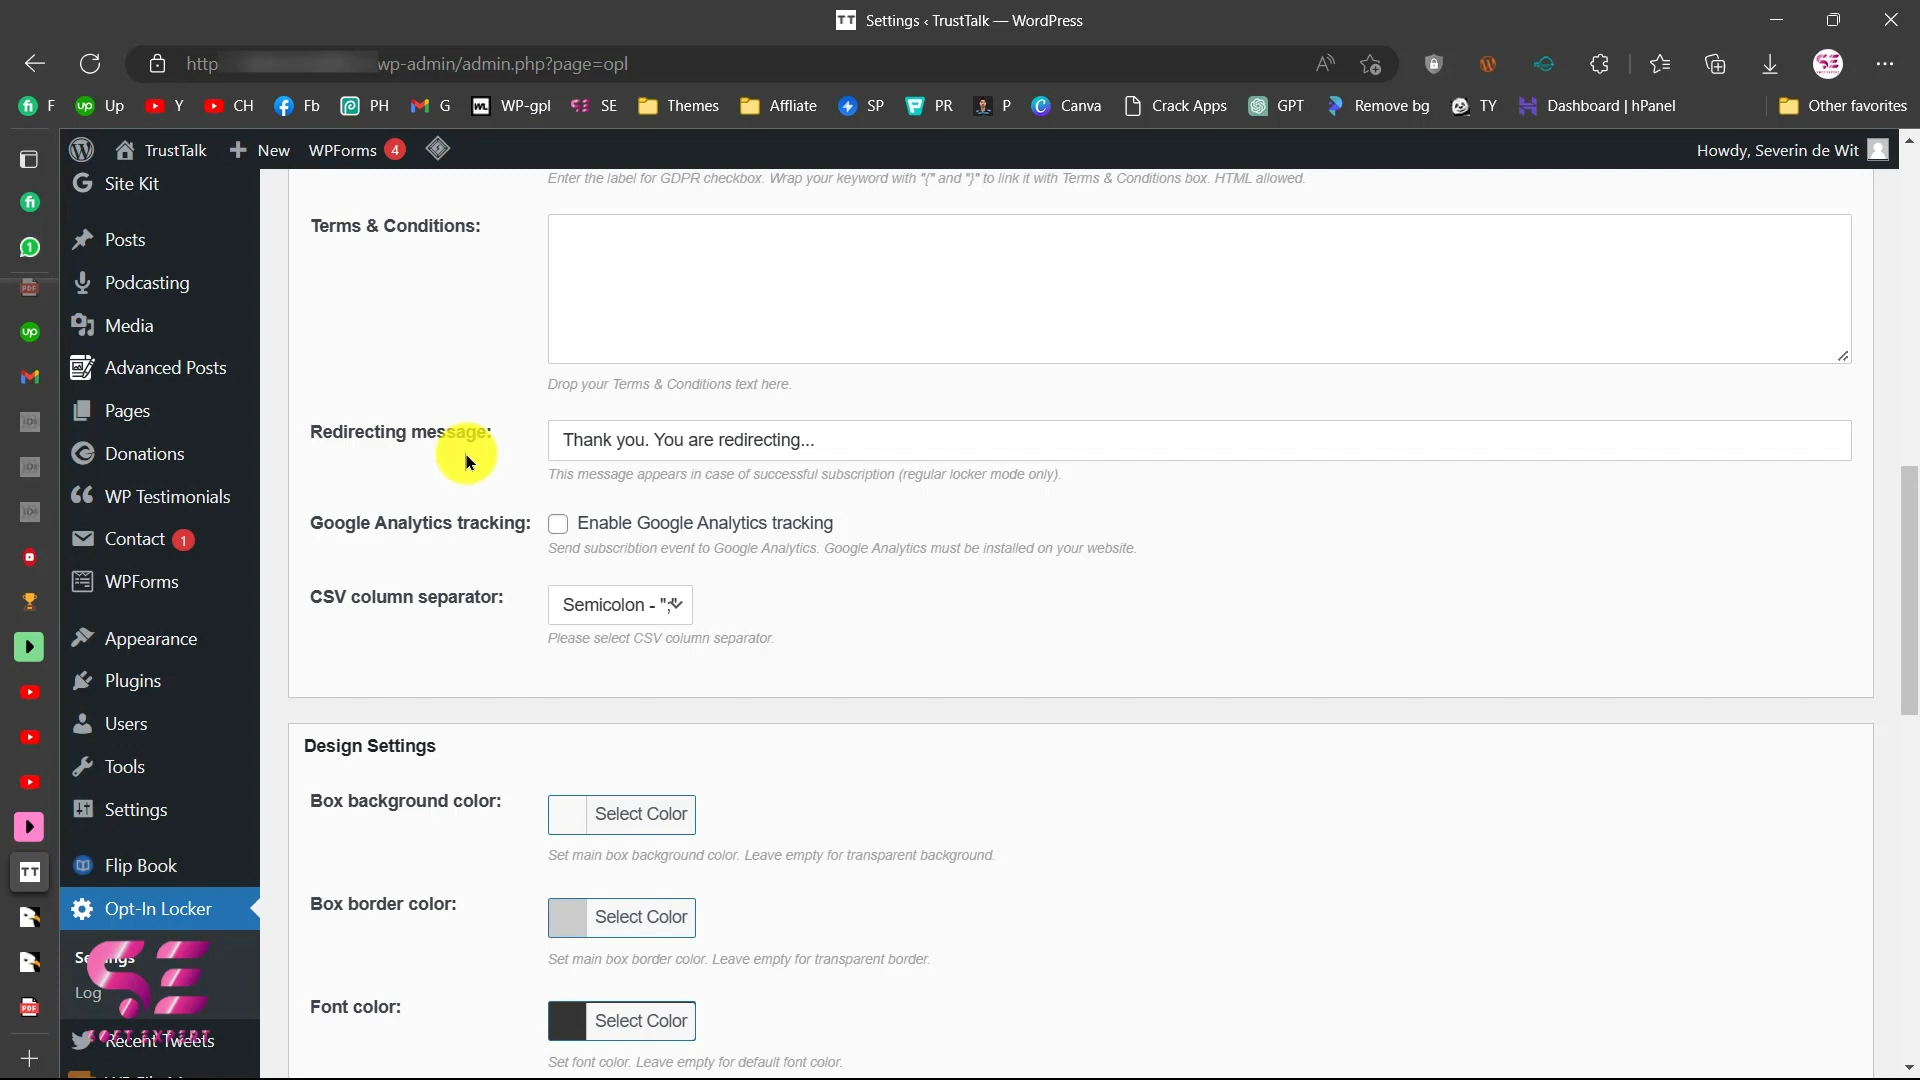 TT Settings ‹ TrustTalk — WordPress
http wp-admin/admin.php?page=opl
F Up Y CH Fb PH G WP-gpl SE Themes Affliate SP PR P Canva Crack Apps GPT Remove bg TY Dashboard | hPanel Other favorites
TrustTalk New WPForms 4 Howdy, Severin de Wit
Site Kit
Posts
Podcasting
Media
Advanced Posts
Pages
Donations
WP Testimonials
Contact 1
WPForms
Appearance
Plugins
Users
Tools
Settings
Flip Book
Opt-In Locker
Settings
Log
Recent Tweets
Enter the label for GDPR checkbox. Wrap your keyword with "{" and "}" to link it with Terms & Conditions box. HTML allowed.
Terms & Conditions:
Drop your Terms & Conditions text here.
Redirecting message:
Thank you. You are redirecting...
This message appears in case of successful subscription (regular locker mode only).
Google Analytics tracking:
Enable Google Analytics tracking
Send subscribtion event to Google Analytics. Google Analytics must be installed on your website.
CSV column separator:
Semicolon - ";"
Please select CSV column separator.
Design Settings
Box background color:
Select Color
Set main box background color. Leave empty for transparent background.
Box border color:
Select Color
Set main box border color. Leave empty for transparent border.
Font color:
Select Color
Set font color. Leave empty for default font color.